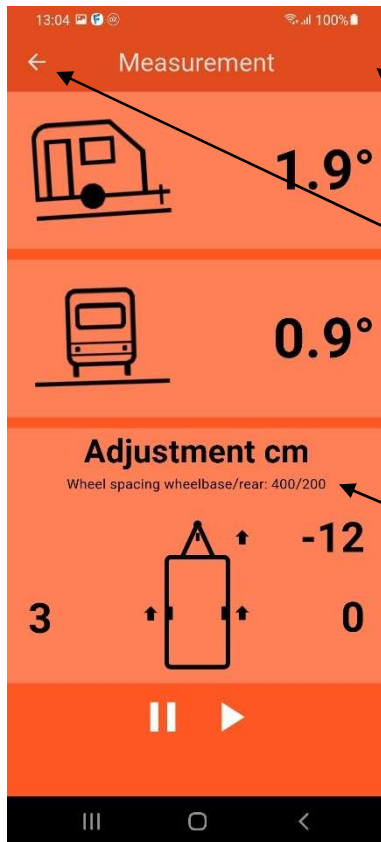 13:04 100%
Measurement
1.9°
0.9°
Adjustment cm
Wheel spacing wheelbase/rear: 400/200
-12
3 0